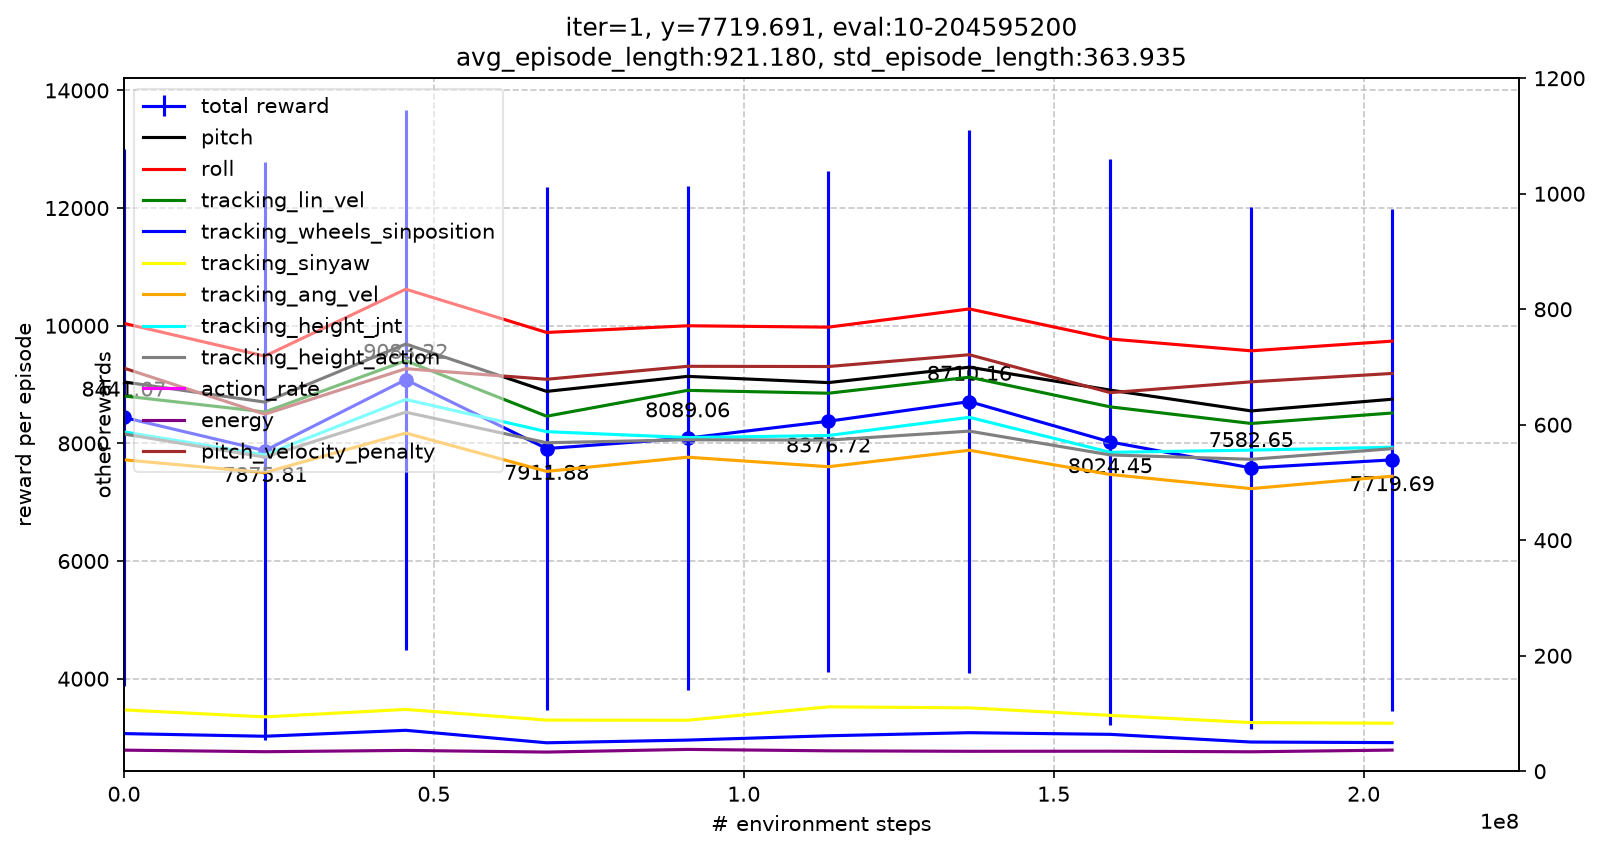 iter=1, y=7719.691, eval:10-204595200
avg_episode_length:921.180, std_episode_length:363.935
14000
12000
10000
8000
6000
4000
1200
1000
800
600
400
200
0
reward per episode
other rewards
total reward
pitch
roll
tracking_lin_vel
tracking_wheels_sinposition
tracking_sinyaw
tracking_ang_vel
tracking_height_jnt
tracking_height_action
action_rate
energy
pitch_velocity_penalty
7875.81
7911.88
8089.06
8376.72
8710.16
8024.45
7582.65
7719.69
0.0
0.5
1.0
1.5
2.0
# environment steps
1e8